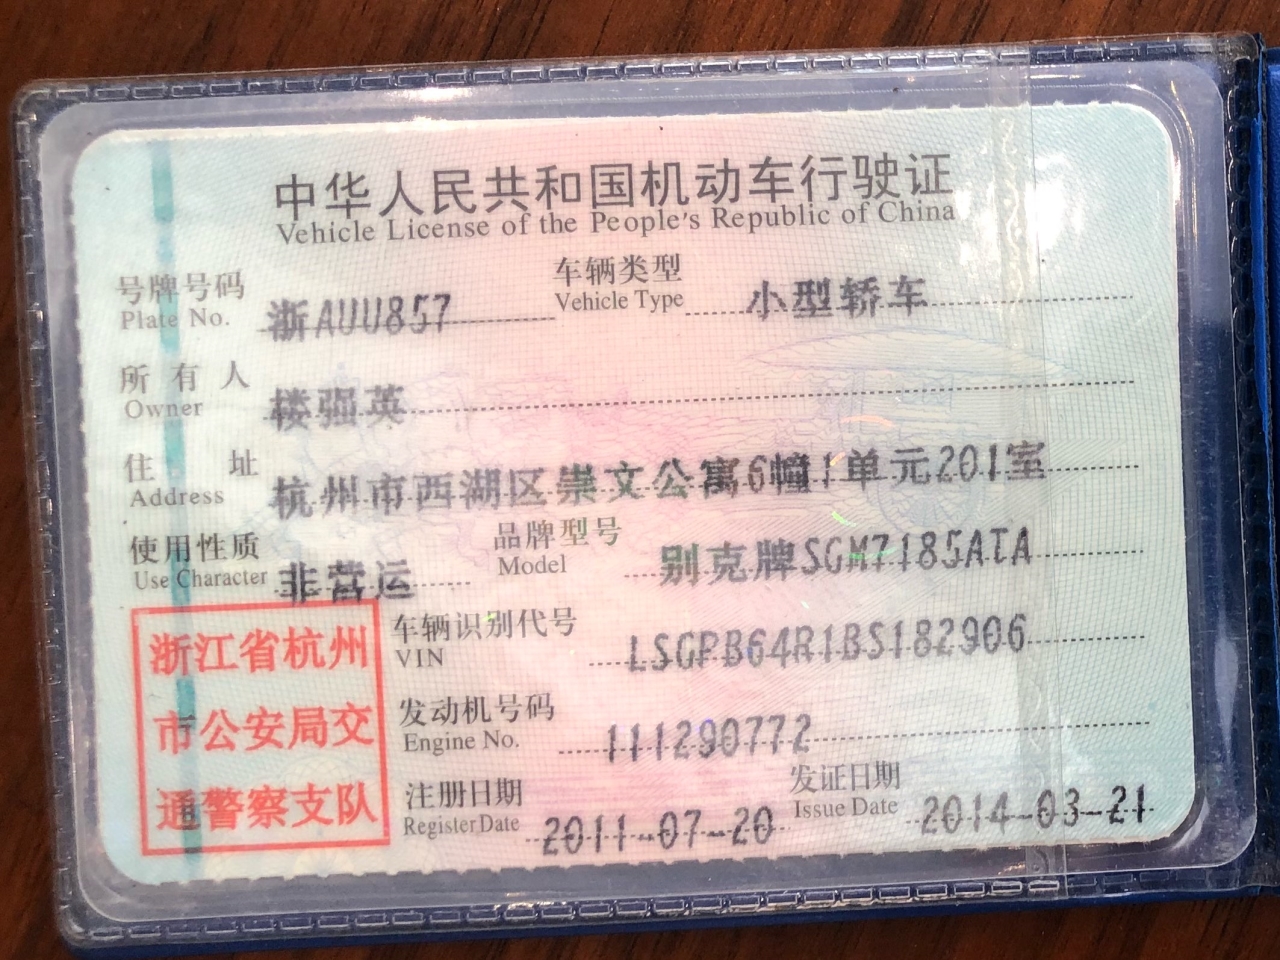 中华人民共和国机动车行驶证
Vehicle License of the People's Republic of China
号牌号码 浙AUU857 车辆类型 小型轿车
Plate No. Vehicle Type
所有人 楼强英
Owner
住址 杭州市西湖区崇文公寓6幢1单元201室
Address
使用性质 非营运 品牌型号 别克牌SGM7185ATA
Use Character Model
车辆识别代号 LSGPB64R1BS182906
VIN
发动机号码 111290772
Engine No.
注册日期 2011-07-20 发证日期 2014-03-21
Register Date Issue Date
浙江省杭州
市公安局交
通警察支队